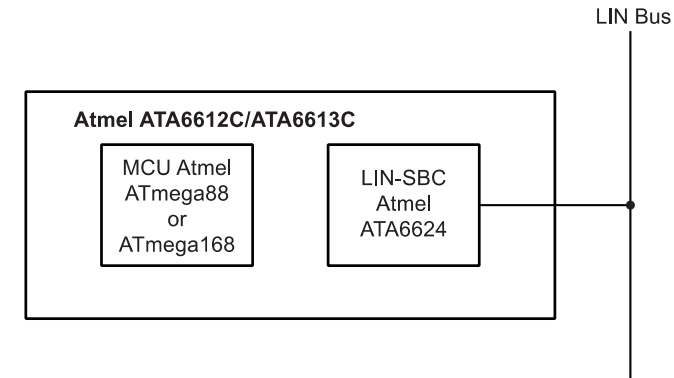 LIN Bus
Atmel ATA6612C/ATA6613C
MCU Atmel
ATmega88
or
ATmega168
LIN-SBC
Atmel
ATA6624